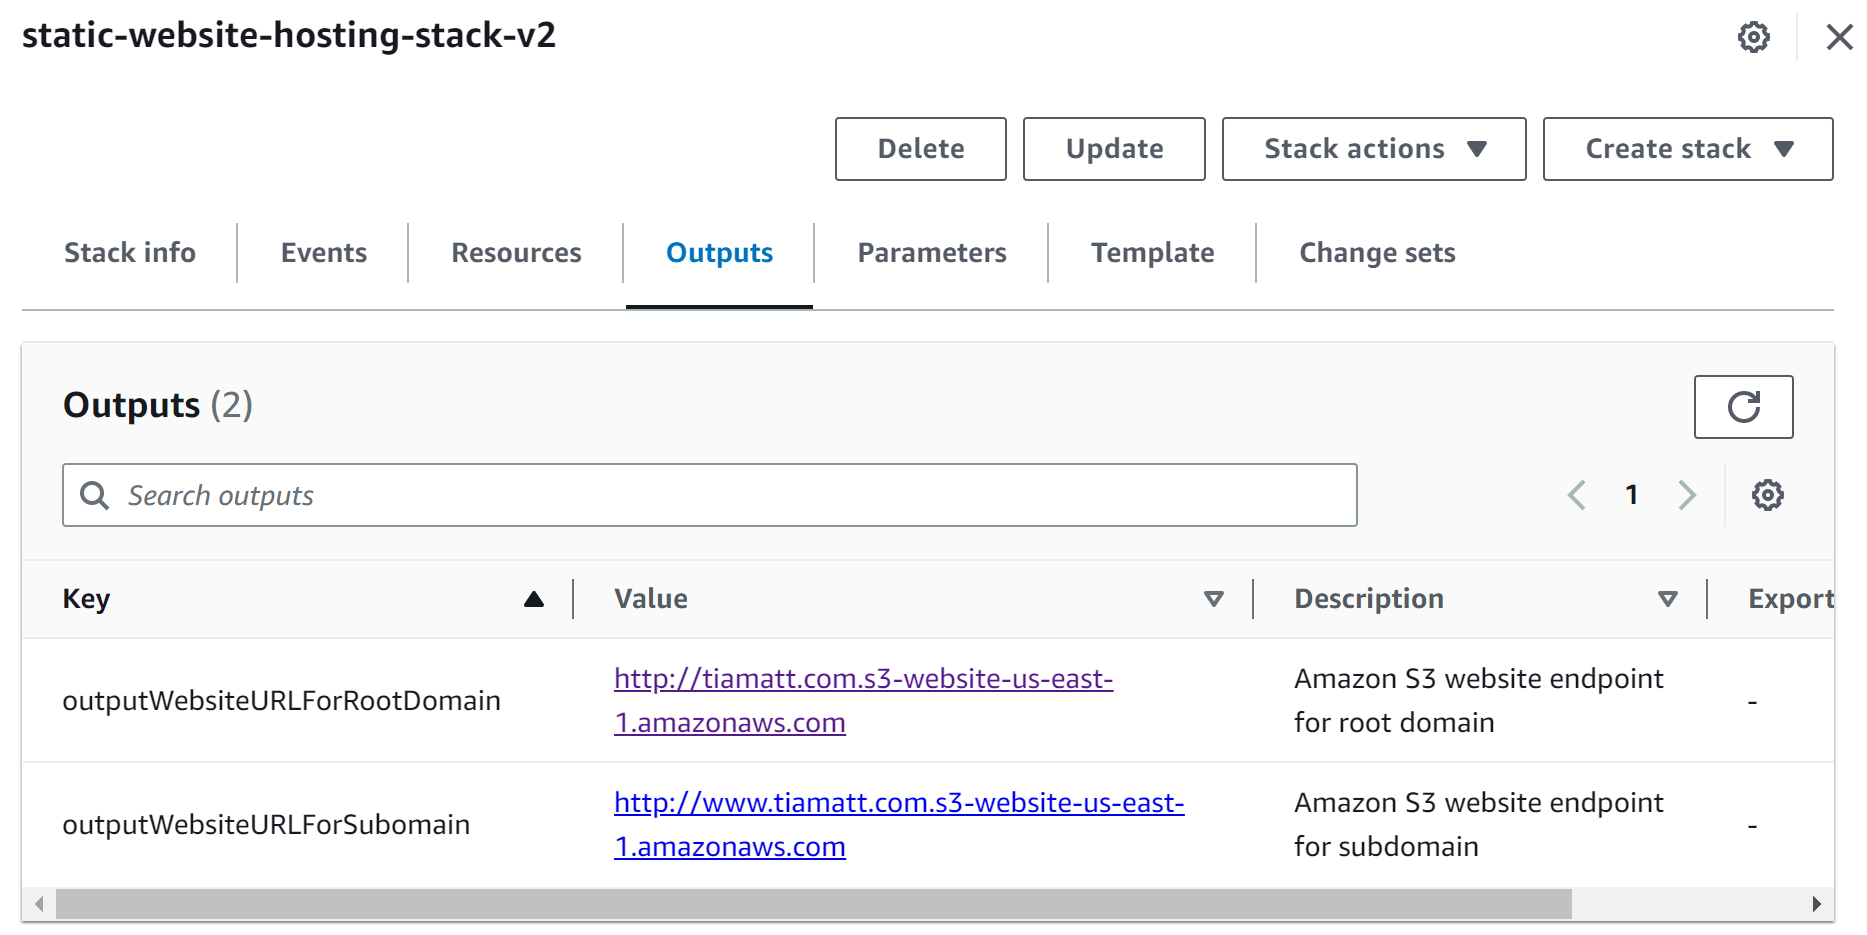 static-website-hosting-stack-v2
Delete
Update
Stack actions
Create stack
Stack info
Events
Resources
Outputs
Parameters
Template
Change sets
Outputs (2)
Search outputs
1
Key
Value
Description
Export
outputWebsiteURLForRootDomain
http://tiamatt.com.s3-website-us-east-
1.amazonaws.com
Amazon S3 website endpoint
for root domain
-
outputWebsiteURLForSubomain
http://www.tiamatt.com.s3-website-us-east-
1.amazonaws.com
Amazon S3 website endpoint
for subdomain
-